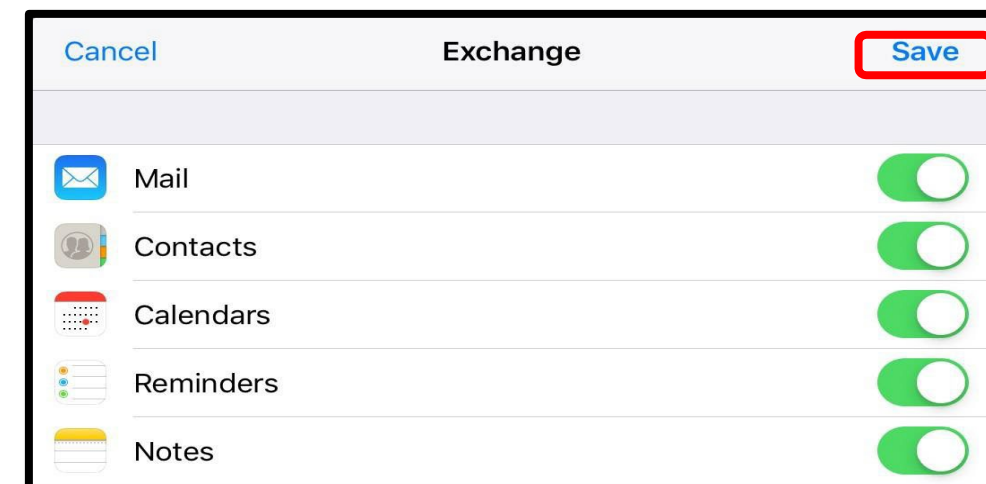 Cancel Exchange Save
Mail
Contacts
Calendars
Reminders
Notes